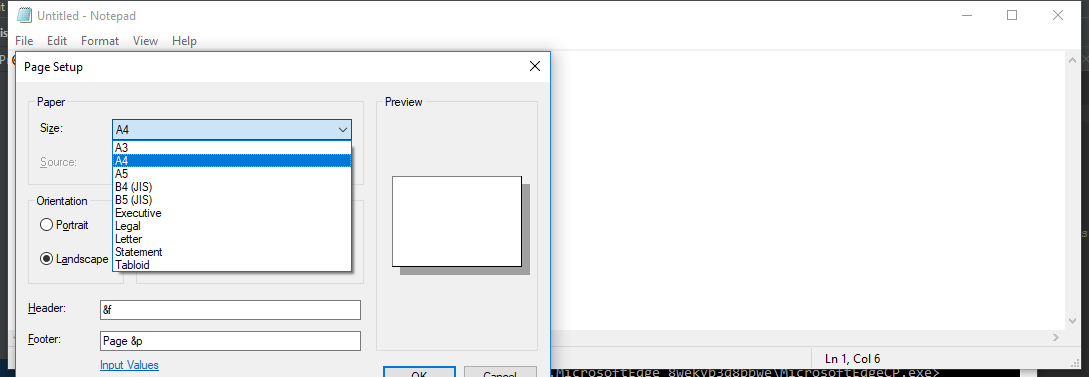 Untitled - Notepad
File Edit Format View Help
Page Setup
Paper
Size:
A4
A3
A4
A5
B4 (JIS)
B5 (JIS)
Executive
Legal
Letter
Statement
Tabloid
Source:
Orientation
Portrait
Landscape
Preview
Header:
&f
Footer:
Page &p
Input Values
OK
Cancel
Ln 1, Col 6
MicrosoftEdge_8wekyb3d8bbwe\MicrosoftEdgeCP.exe>